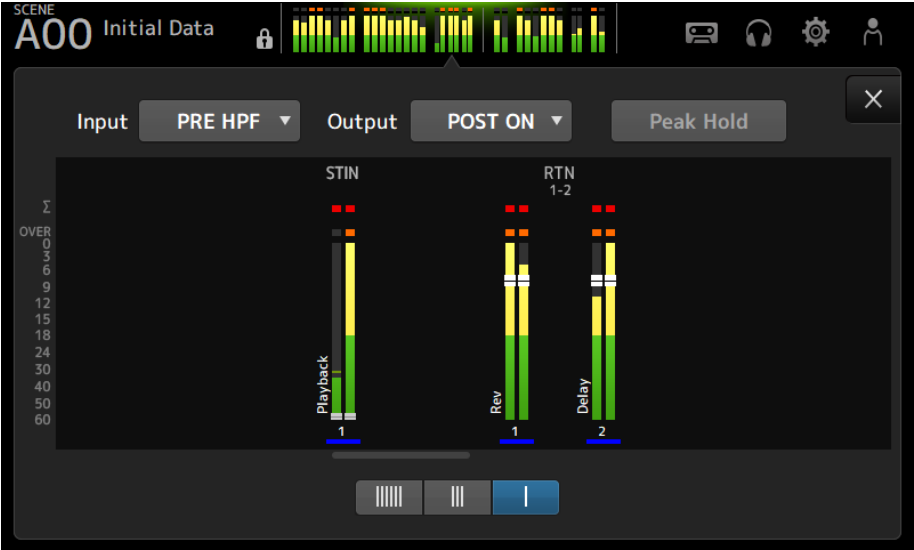 SCENE
A00 Initial Data
Input PRE HPF Output POST ON Peak Hold
STIN RTN
1-2
Σ
OVER
0
3
6
9
12
15
18
24
30
40
50
60
Playback
Rev
Delay
1 1 2